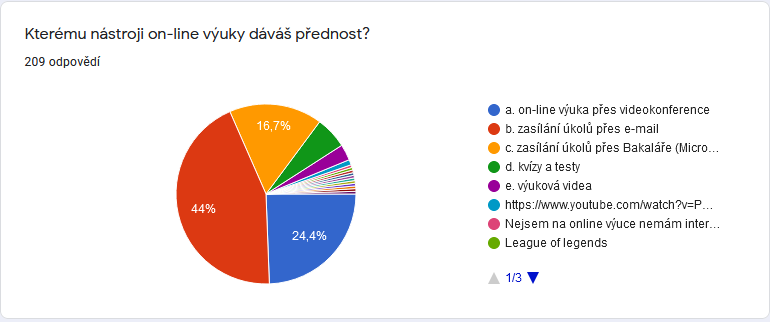 Kterému nástroji on-line výuky dáváš přednost?
209 odpovědí
16,7%
44%
24,4%
a. on-line výuka přes videokonference
b. zasílání úkolů přes e-mail
c. zasílání úkolů přes Bakaláře (Micro…
d. kvízy a testy
e. výuková videa
https://www.youtube.com/watch?v=P…
Nejsem na online výuce nemám inter…
League of legends
1/3